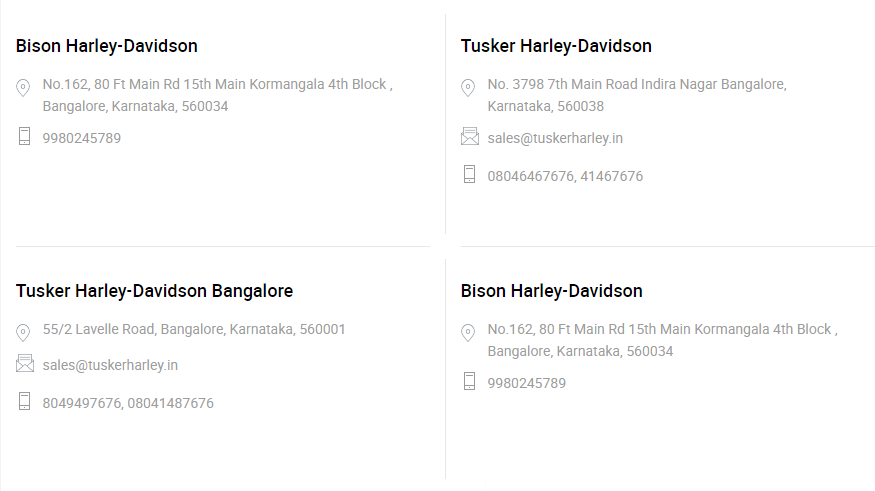 Bison Harley-Davidson
No.162, 80 Ft Main Rd 15th Main Kormangala 4th Block ,
Bangalore, Karnataka, 560034
9980245789
Tusker Harley-Davidson
No. 3798 7th Main Road Indira Nagar Bangalore,
Karnataka, 560038
sales@tuskerharley.in
08046467676, 41467676
Tusker Harley-Davidson Bangalore
55/2 Lavelle Road, Bangalore, Karnataka, 560001
sales@tuskerharley.in
8049497676, 08041487676
Bison Harley-Davidson
No.162, 80 Ft Main Rd 15th Main Kormangala 4th Block ,
Bangalore, Karnataka, 560034
9980245789